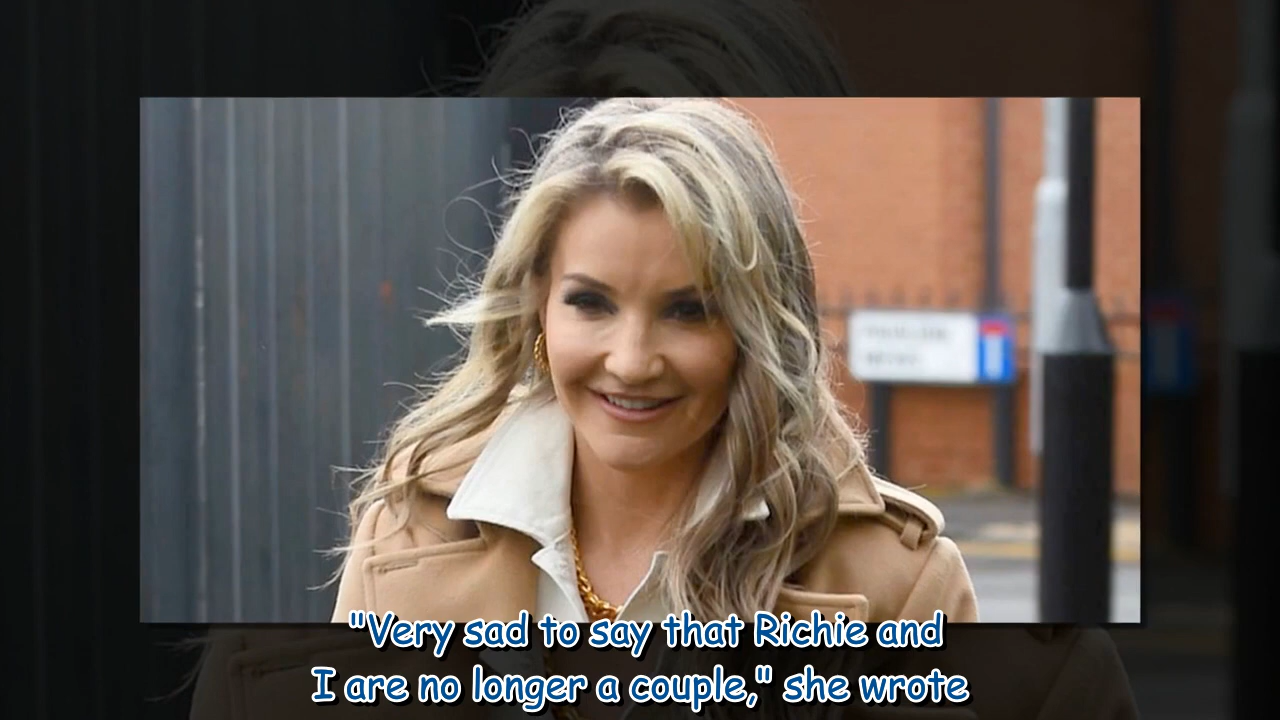 "Very sad to say that Richie and
I are no longer a couple," she wrote